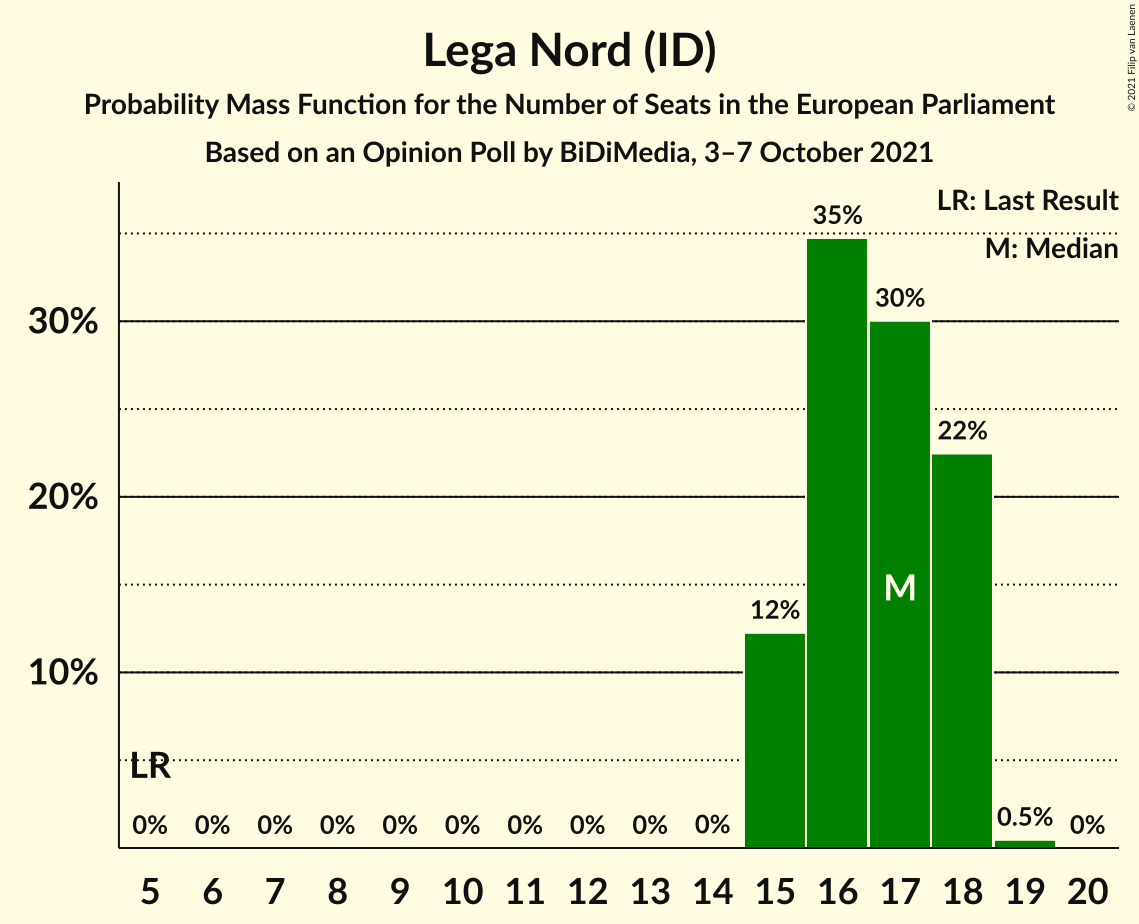 Lega Nord (ID)
Probability Mass Function for the Number of Seats in the European Parliament
Based on an Opinion Poll by BiDiMedia, 3–7 October 2021
© 2021 Filip van Laenen
LR: Last Result
M: Median
35%
30%
30%
22%
20%
M
12%
10%
LR
0% 0% 0% 0% 0% 0% 0% 0% 0% 0% 0.5% 0%
5 6 7 8 9 10 11 12 13 14 15 16 17 18 19 20